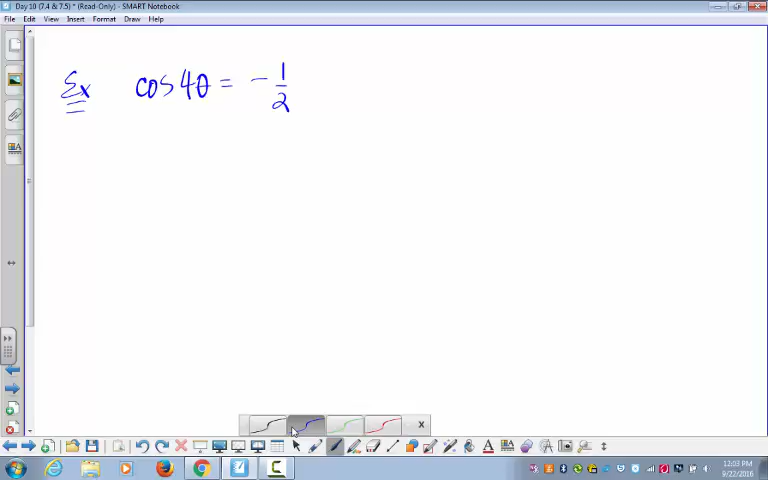 Day 10 (7.4 & 7.5) * (Read-Only) - SMART Notebook
File Edit View Insert Format Draw Help
Ex cos 4θ = - 1/2
12:03 PM
9/22/2016